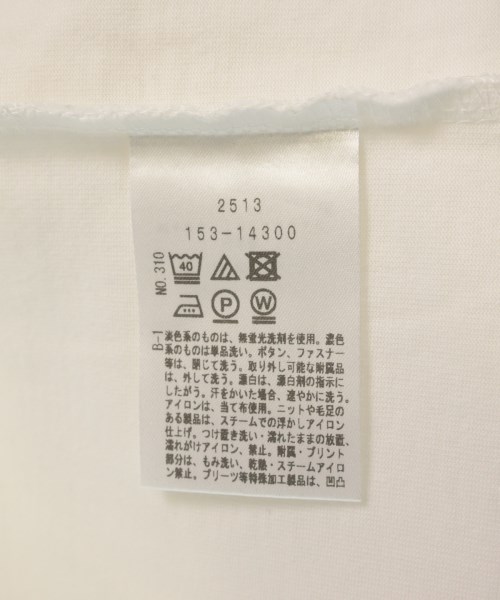 2513
153-14300
NO.310
40
P
W
B-1
淡色系のものは、無蛍光洗剤を使用。濃色
系のものは単品洗い。ボタン、ファスナー
等は、閉じて洗う。取り外し可能な附属品
は、外して洗う。漂白は、漂白剤の指示に
したがう。汗をかいた場合、速やかに洗う。
アイロンは、当て布使用。ニットや毛足の
ある製品は、スチームでの浮かしアイロン
仕上げ。つけ置き洗い・濡れたままの放置、
濡れがけアイロン、禁止。附属・プリント
部分は、もみ洗い、乾燥・スチームアイロ
ン禁止。プリーツ等特殊加工製品は、凹凸